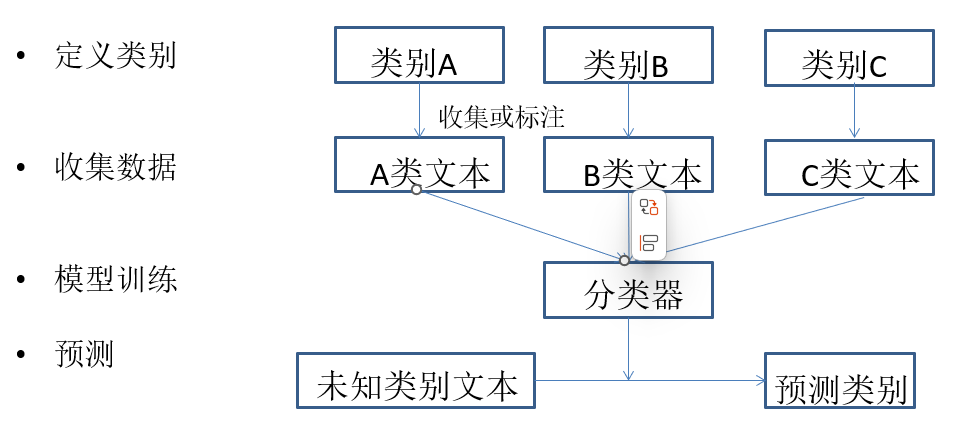 定义类别
类别A
类别B
类别C
收集或标注
收集数据
A类文本
B类文本
C类文本
模型训练
分类器
预测
未知类别文本
预测类别